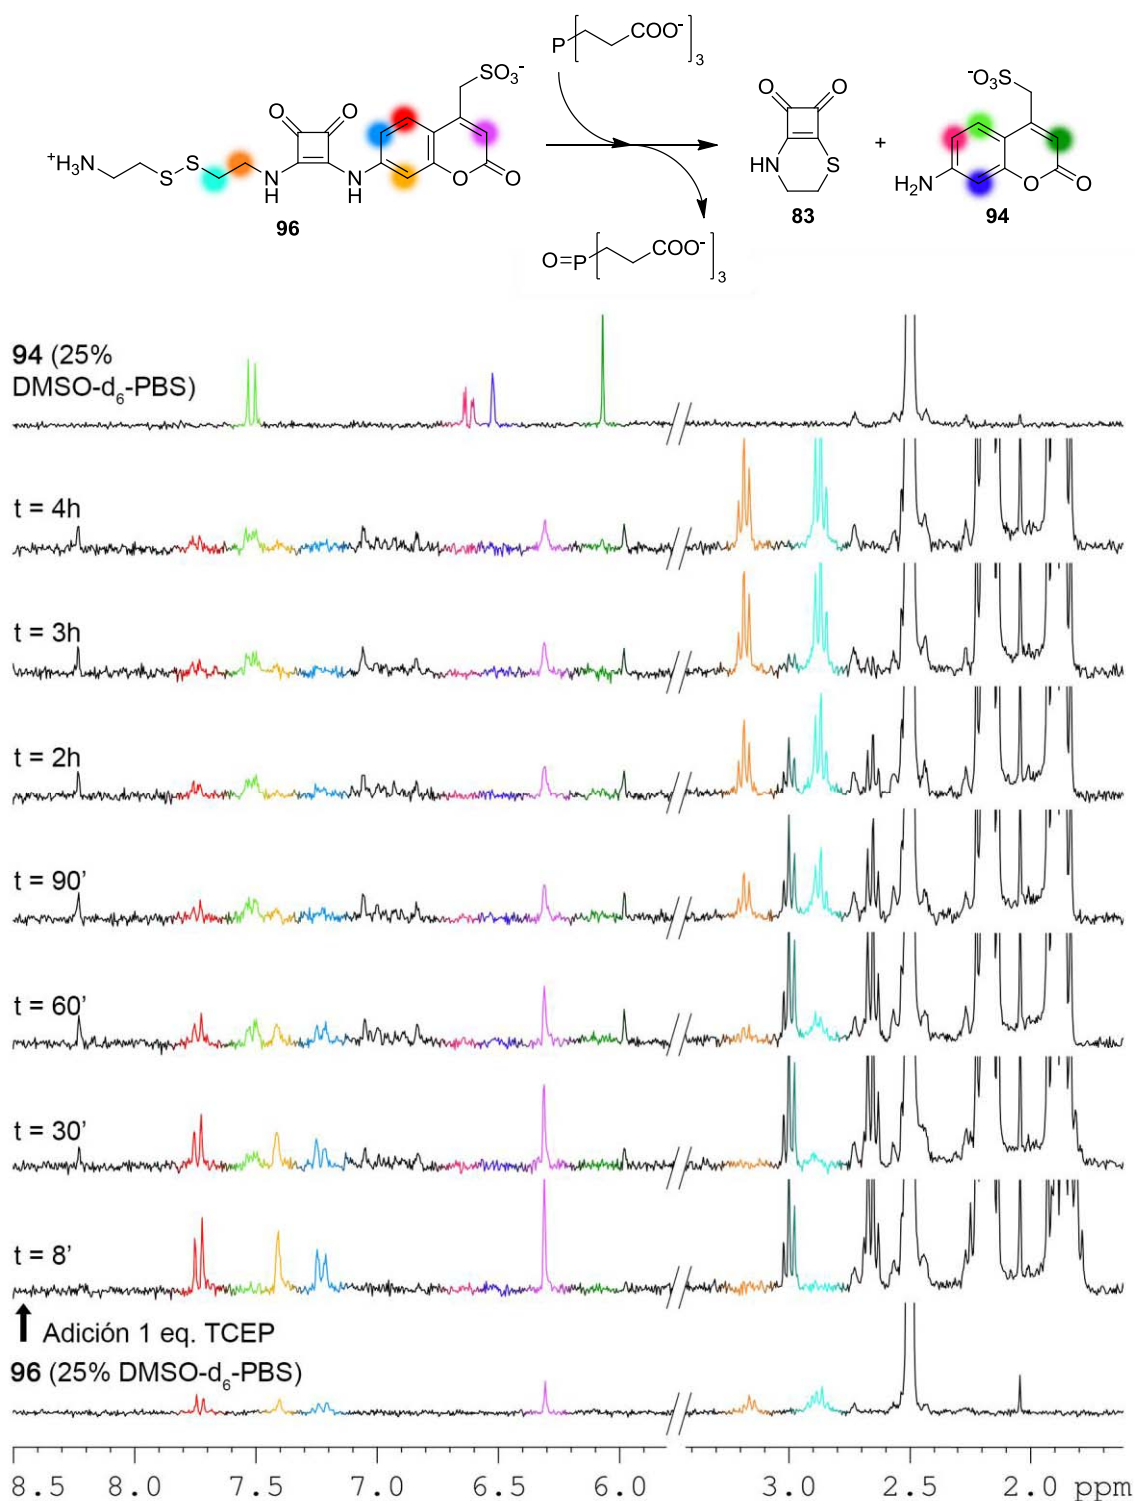 P[ COO⁻ ]₃
SO₃⁻
O O
⁺H₃N S S N H N H O O
96
O O
HN S
83
+
⁻O₃S
H₂N O O
94
O=P[ COO⁻ ]₃
94 (25%
DMSO-d₆-PBS)
t = 4h
t = 3h
t = 2h
t = 90’
t = 60’
t = 30’
t = 8’
Adición 1 eq. TCEP
96 (25% DMSO-d₆-PBS)
8.5 8.0 7.5 7.0 6.5 6.0 3.0 2.5 2.0 ppm